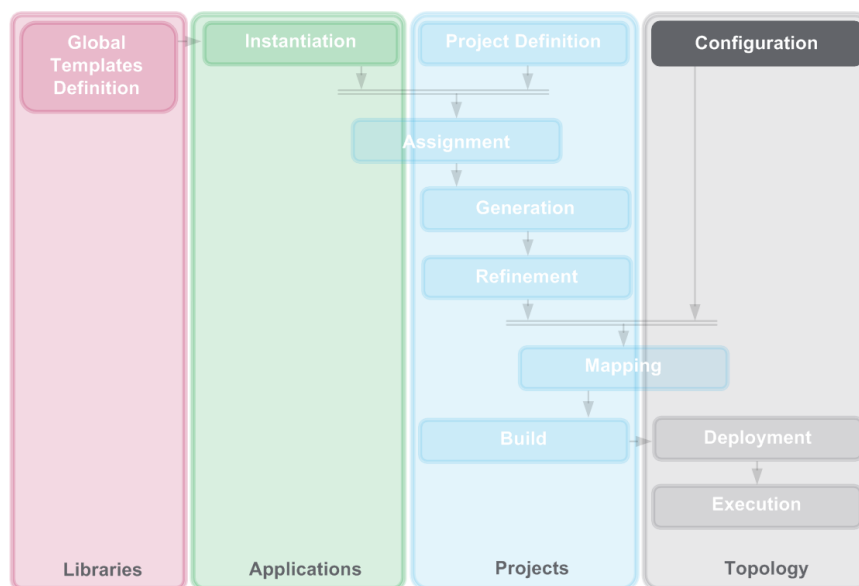 Global
Templates
Definition
Instantiation
Project Definition
Configuration
Assignment
Generation
Refinement
Mapping
Build
Deployment
Execution
Libraries
Applications
Projects
Topology